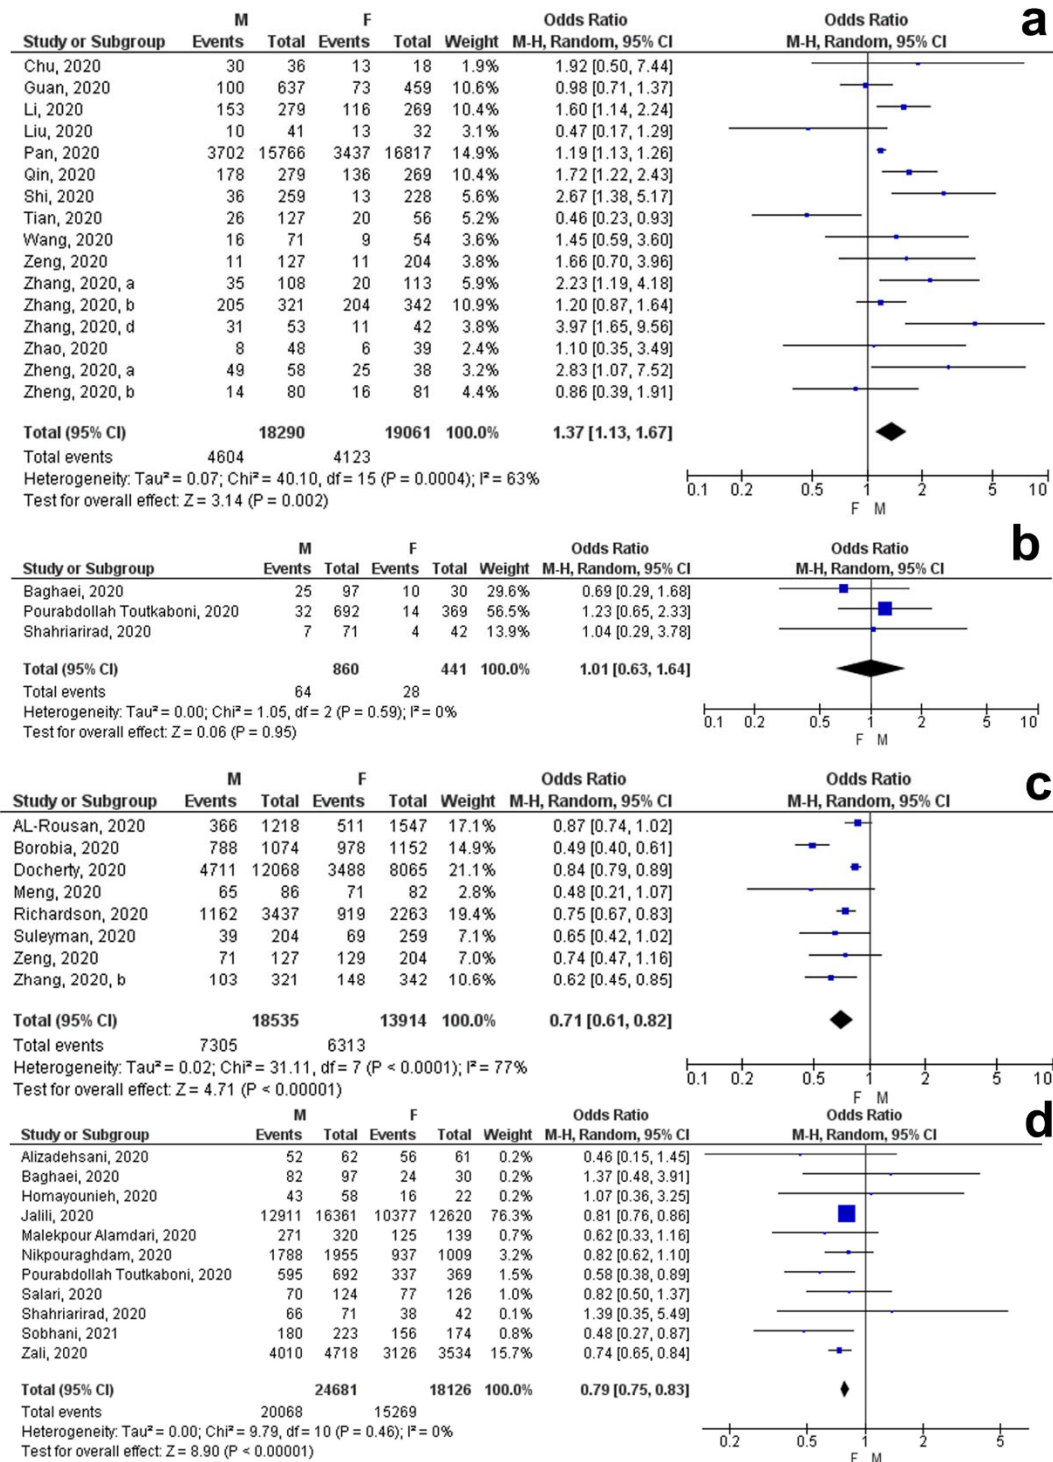 a
M F Odds Ratio Odds Ratio
Study or Subgroup Events Total Events Total Weight M-H, Random, 95% CI M-H, Random, 95% CI
Chu, 2020 30 36 13 18 1.9% 1.92 [0.50, 7.44]
Guan, 2020 100 637 73 459 10.6% 0.98 [0.71, 1.37]
Li, 2020 153 279 116 269 10.4% 1.60 [1.14, 2.24]
Liu, 2020 10 41 13 32 3.1% 0.47 [0.17, 1.29]
Pan, 2020 3702 15766 3437 16817 14.9% 1.19 [1.13, 1.26]
Qin, 2020 178 279 136 269 10.4% 1.72 [1.22, 2.43]
Shi, 2020 36 259 13 228 5.6% 2.67 [1.38, 5.17]
Tian, 2020 26 127 20 56 5.2% 0.46 [0.23, 0.93]
Wang, 2020 16 71 9 54 3.6% 1.45 [0.59, 3.60]
Zeng, 2020 11 127 11 204 3.8% 1.66 [0.70, 3.96]
Zhang, 2020, a 35 108 20 113 5.9% 2.23 [1.19, 4.18]
Zhang, 2020, b 205 321 204 342 10.9% 1.20 [0.87, 1.64]
Zhang, 2020, d 31 53 11 42 3.8% 3.97 [1.65, 9.56]
Zhao, 2020 8 48 6 39 2.4% 1.10 [0.35, 3.49]
Zheng, 2020, a 49 58 25 38 3.2% 2.83 [1.07, 7.52]
Zheng, 2020, b 14 80 16 81 4.4% 0.86 [0.39, 1.91]
Total (95% CI) 18290 19061 100.0% 1.37 [1.13, 1.67]
Total events 4604 4123
Heterogeneity: Tau² = 0.07; Chi² = 40.10, df = 15 (P = 0.0004); I² = 63%
Test for overall effect: Z = 3.14 (P = 0.002)
0.1 0.2 0.5 1 2 5 10
F M
b
M F Odds Ratio Odds Ratio
Study or Subgroup Events Total Events Total Weight M-H, Random, 95% CI M-H, Random, 95% CI
Baghaei, 2020 25 97 10 30 29.6% 0.69 [0.29, 1.68]
Pourabdollah Toutkaboni, 2020 32 692 14 369 56.5% 1.23 [0.65, 2.33]
Shahriarirad, 2020 7 71 4 42 13.9% 1.04 [0.29, 3.78]
Total (95% CI) 860 441 100.0% 1.01 [0.63, 1.64]
Total events 64 28
Heterogeneity: Tau² = 0.00; Chi² = 1.05, df = 2 (P = 0.59); I² = 0%
Test for overall effect: Z = 0.06 (P = 0.95)
0.1 0.2 0.5 1 2 5 10
F M
c
M F Odds Ratio Odds Ratio
Study or Subgroup Events Total Events Total Weight M-H, Random, 95% CI M-H, Random, 95% CI
AL-Rousan, 2020 366 1218 511 1547 17.1% 0.87 [0.74, 1.02]
Borobia, 2020 788 1074 978 1152 14.9% 0.49 [0.40, 0.61]
Docherty, 2020 4711 12068 3488 8065 21.1% 0.84 [0.79, 0.89]
Meng, 2020 65 86 71 82 2.8% 0.48 [0.21, 1.07]
Richardson, 2020 1162 3437 919 2263 19.4% 0.75 [0.67, 0.83]
Suleyman, 2020 39 204 69 259 7.1% 0.65 [0.42, 1.02]
Zeng, 2020 71 127 129 204 7.0% 0.74 [0.47, 1.16]
Zhang, 2020, b 103 321 148 342 10.6% 0.62 [0.45, 0.85]
Total (95% CI) 18535 13914 100.0% 0.71 [0.61, 0.82]
Total events 7305 6313
Heterogeneity: Tau² = 0.02; Chi² = 31.11, df = 7 (P < 0.0001); I² = 77%
Test for overall effect: Z = 4.71 (P < 0.00001)
0.1 0.2 0.5 1 2 5 10
F M
d
M F Odds Ratio Odds Ratio
Study or Subgroup Events Total Events Total Weight M-H, Random, 95% CI M-H, Random, 95% CI
Alizadehsani, 2020 52 62 56 61 0.2% 0.46 [0.15, 1.45]
Baghaei, 2020 82 97 24 30 0.2% 1.37 [0.48, 3.91]
Homayounieh, 2020 43 58 16 22 0.2% 1.07 [0.36, 3.25]
Jalili, 2020 12911 16361 10377 12620 76.3% 0.81 [0.76, 0.86]
Malekpour Alamdari, 2020 271 320 125 139 0.7% 0.62 [0.33, 1.16]
Nikpouraghdam, 2020 1788 1955 937 1009 3.2% 0.82 [0.62, 1.10]
Pourabdollah Toutkaboni, 2020 595 692 337 369 1.5% 0.58 [0.38, 0.89]
Salari, 2020 70 124 77 126 1.0% 0.82 [0.50, 1.37]
Shahriarirad, 2020 66 71 38 42 0.1% 1.39 [0.35, 5.49]
Sobhani, 2021 180 223 156 174 0.8% 0.48 [0.27, 0.87]
Zali, 2020 4010 4718 3126 3534 15.7% 0.74 [0.65, 0.84]
Total (95% CI) 24681 18126 100.0% 0.79 [0.75, 0.83]
Total events 20068 15269
Heterogeneity: Tau² = 0.00; Chi² = 9.79, df = 10 (P = 0.46); I² = 0%
Test for overall effect: Z = 8.90 (P < 0.00001)
0.2 0.5 1 2 5
F M